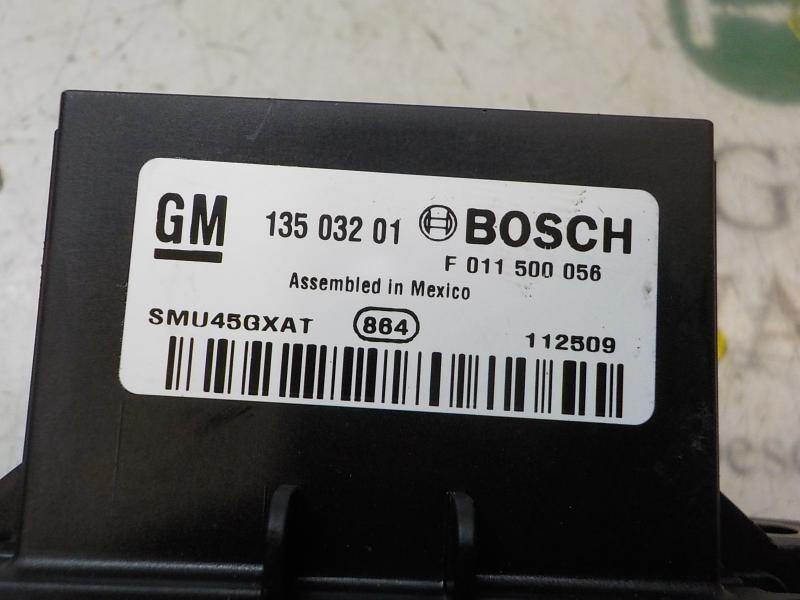 GM 135 032 01 BOSCH
F 011 500 056
Assembled in Mexico
SMU45GXAT 864 112509